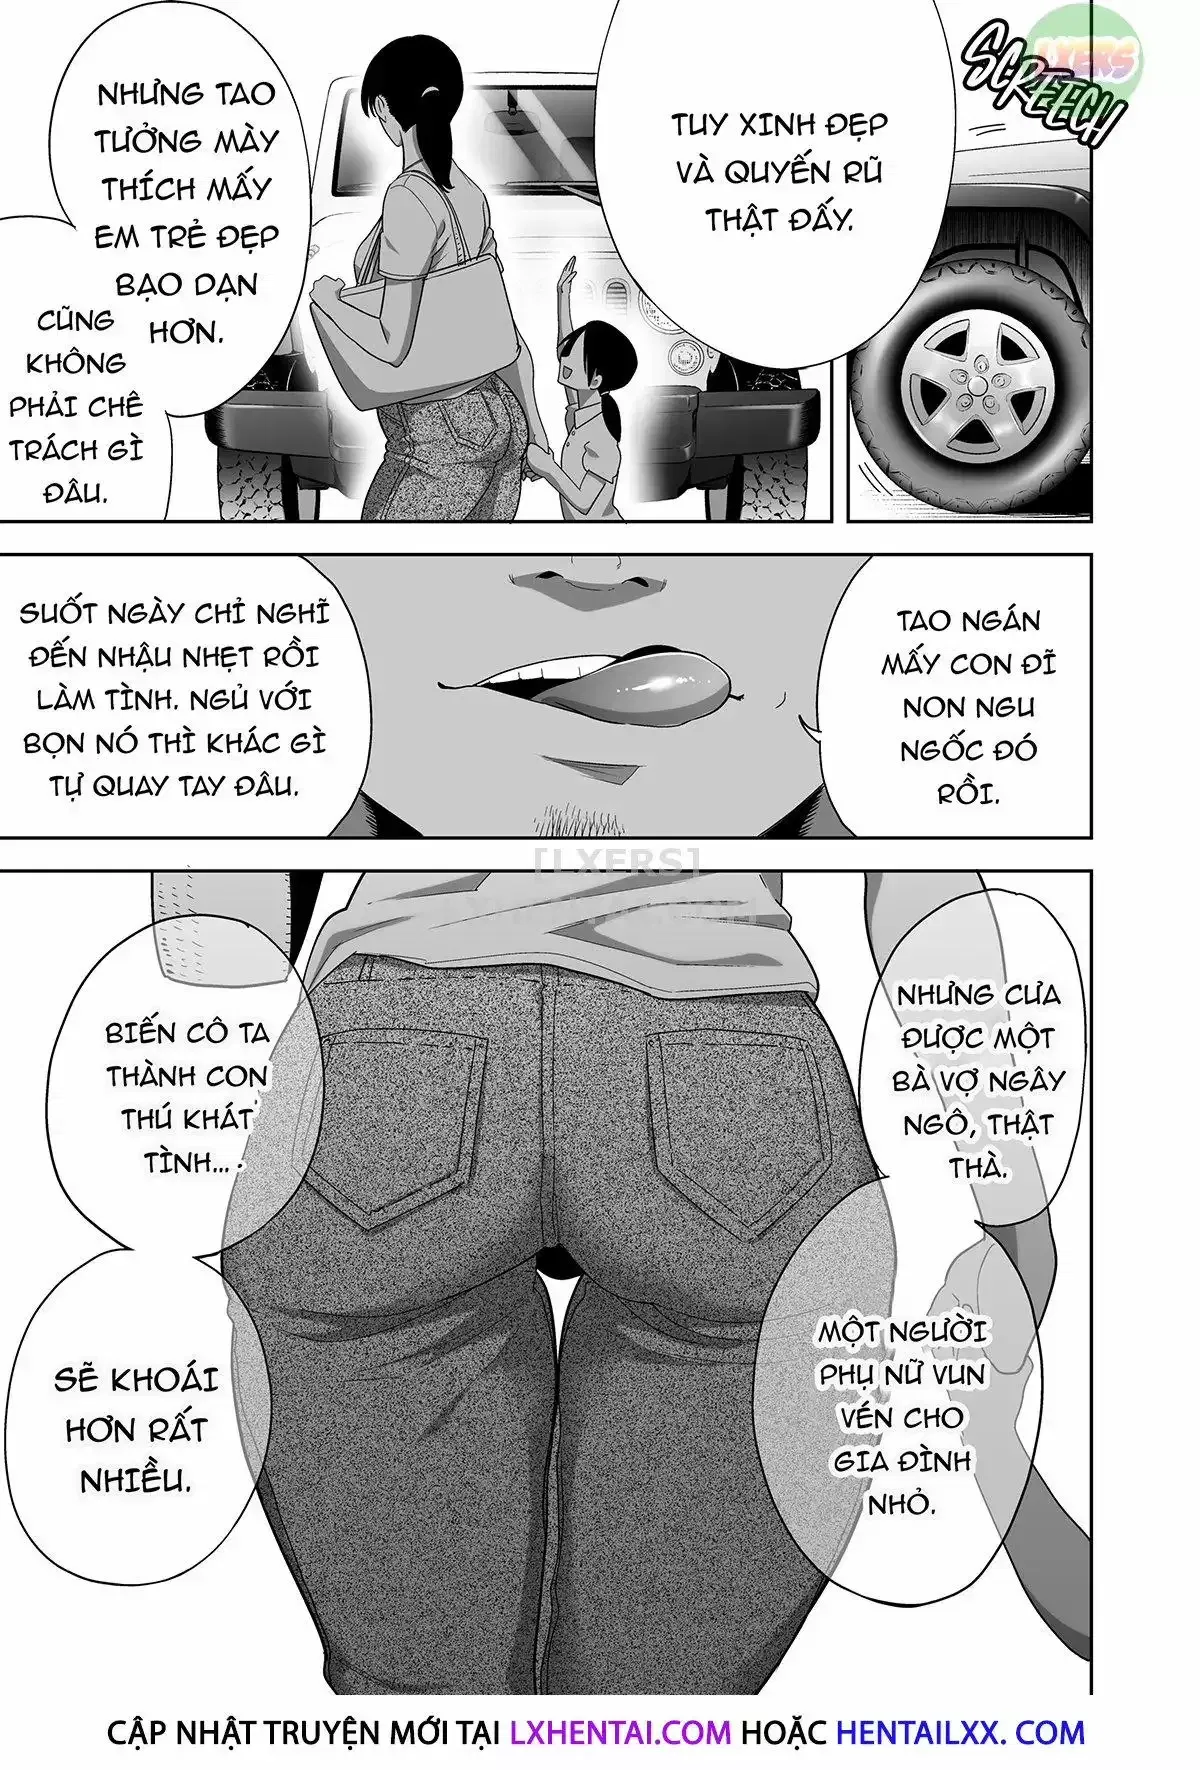 SCREECH
LXERS
TUY XINH ĐẸP
VÀ QUYẾN RŨ
THẬT ĐẤY.
NHƯNG TAO
TƯỞNG MÀY
THÍCH MẤY
EM TRẺ ĐẸP
BẠO DẠN
HƠN.
CŨNG
KHÔNG
PHẢI CHÊ
TRÁCH GÌ
ĐÂU.
TAO NGÁN
MẤY CON ĐĨ
NON NGU
NGỐC ĐÓ
RỒI.
SUỐT NGÀY CHỈ NGHĨ
ĐẾN NHẬU NHẸT RỒI
LÀM TÌNH. NGỦ VỚI
BỌN NÓ THÌ KHÁC GÌ
TỰ QUAY TAY ĐÂU.
[LXERS]
NHƯNG CƯA
ĐƯỢC MỘT
BÀ VỢ NGÂY
NGÔ, THẬT
THÀ.
MỘT NGƯỜI
PHỤ NỮ VUN
VÉN CHO
GIA ĐÌNH
NHỎ.
BIẾN CÔ TA
THÀNH CON
THÚ KHÁT
TÌNH...
SẼ KHOÁI
HƠN RẤT
NHIỀU.
CẬP NHẬT TRUYỆN MỚI TẠI LXHENTAI.COM HOẶC HENTAILXX. COM